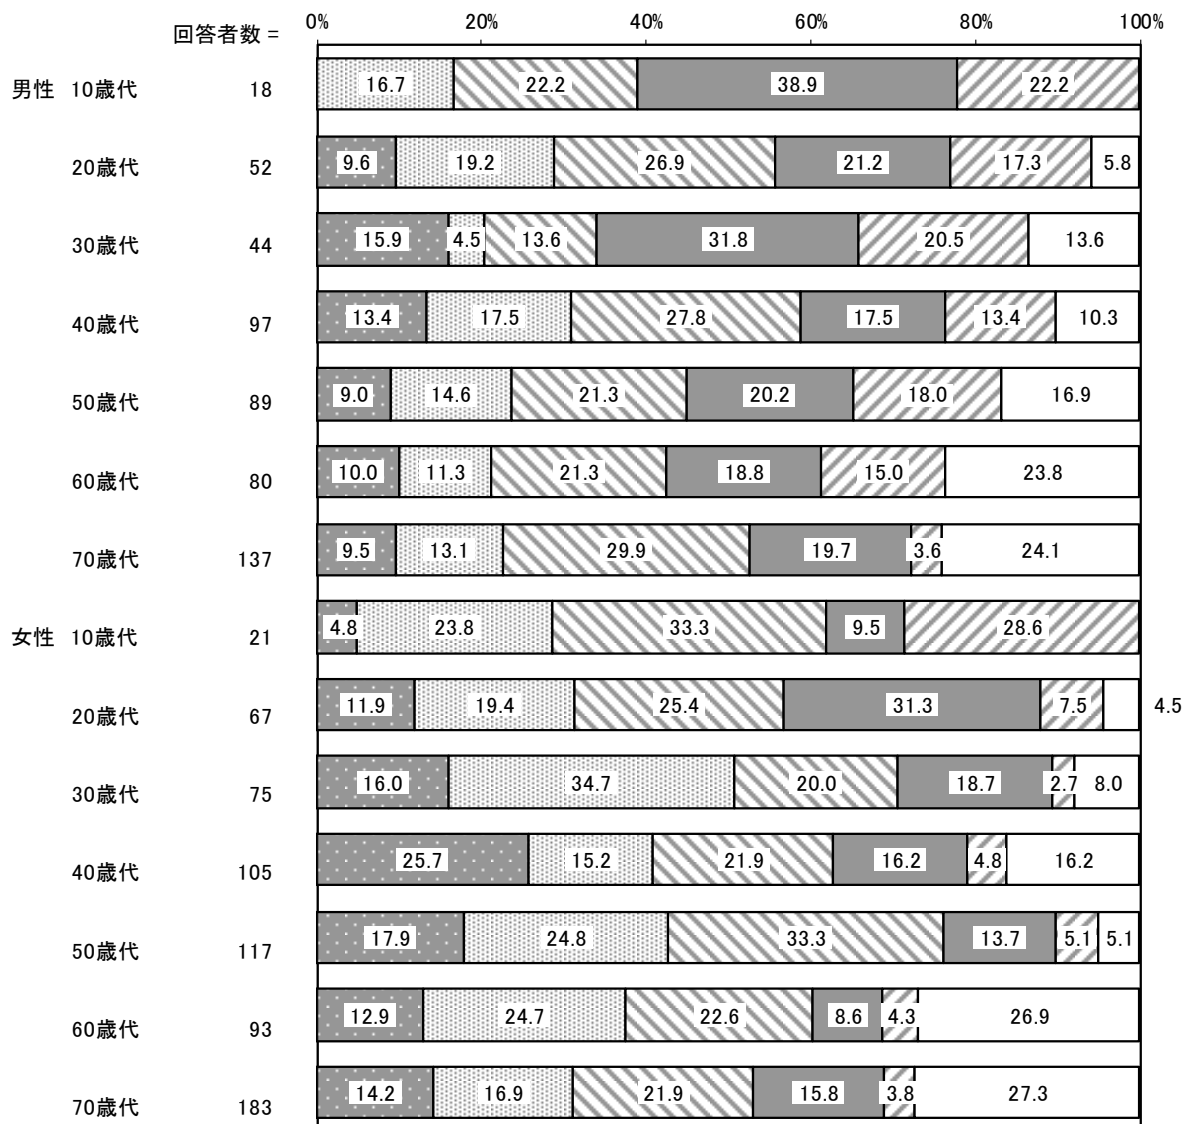 0% 20% 40% 60% 80% 100%
回答者数 =
男性 10歳代 18 16.7 22.2 38.9 22.2
20歳代 52 9.6 19.2 26.9 21.2 17.3 5.8
30歳代 44 15.9 4.5 13.6 31.8 20.5 13.6
40歳代 97 13.4 17.5 27.8 17.5 13.4 10.3
50歳代 89 9.0 14.6 21.3 20.2 18.0 16.9
60歳代 80 10.0 11.3 21.3 18.8 15.0 23.8
70歳代 137 9.5 13.1 29.9 19.7 3.6 24.1
女性 10歳代 21 4.8 23.8 33.3 9.5 28.6
20歳代 67 11.9 19.4 25.4 31.3 7.5 4.5
30歳代 75 16.0 34.7 20.0 18.7 2.7 8.0
40歳代 105 25.7 15.2 21.9 16.2 4.8 16.2
50歳代 117 17.9 24.8 33.3 13.7 5.1 5.1
60歳代 93 12.9 24.7 22.6 8.6 4.3 26.9
70歳代 183 14.2 16.9 21.9 15.8 3.8 27.3